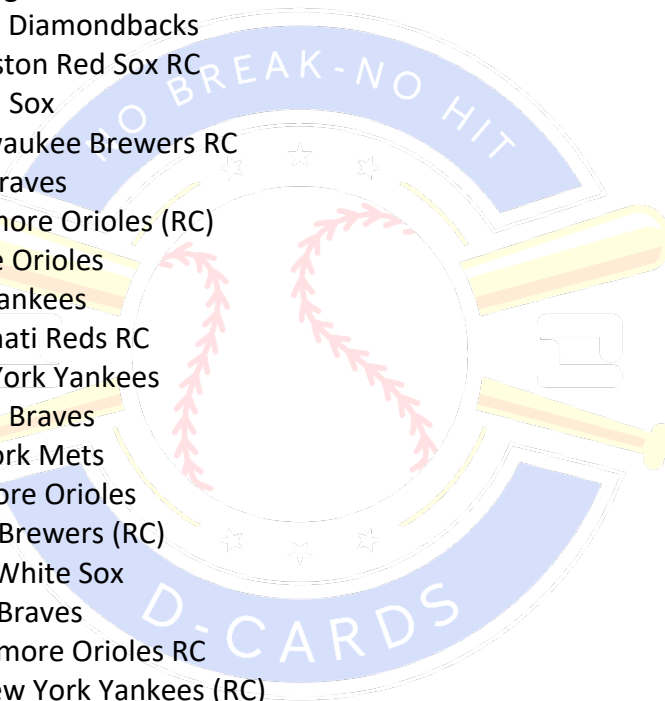 Diamondbacks
ston Red Sox RC
Sox
vaukee Brewers RC
raves
more Orioles (RC)
e Orioles
ankees
nati Reds RC
York Yankees
Braves
ork Mets
ore Orioles
Brewers (RC)
White Sox
Braves
more Orioles RC
ew York Yankees (RC)
NO BREAK-NO HIT
D-CARDS